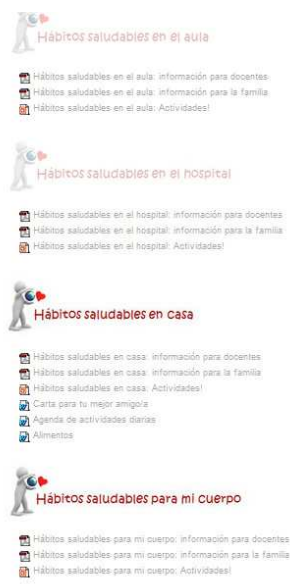 Hábitos saludables en el aula
Hábitos saludables en el aula: información para docentes
Hábitos saludables en el aula: información para la familia
Hábitos saludables en el aula: Actividades!
Hábitos saludables en el hospital
Hábitos saludables en el hospital: información para docentes
Hábitos saludables en el hospital: información para la familia
Hábitos saludables en el hospital: Actividades!
Hábitos saludables en casa
Hábitos saludables en casa: información para docentes
Hábitos saludables en casa: información para la familia
Hábitos saludables en casa: Actividades!
Carta para tu mejor amigo/a
Agenda de actividades diarias
Alimentos
Hábitos saludables para mi cuerpo
Hábitos saludables para mi cuerpo: información para docentes
Hábitos saludables para mi cuerpo: información para la familia
Hábitos saludables para mi cuerpo: Actividades!